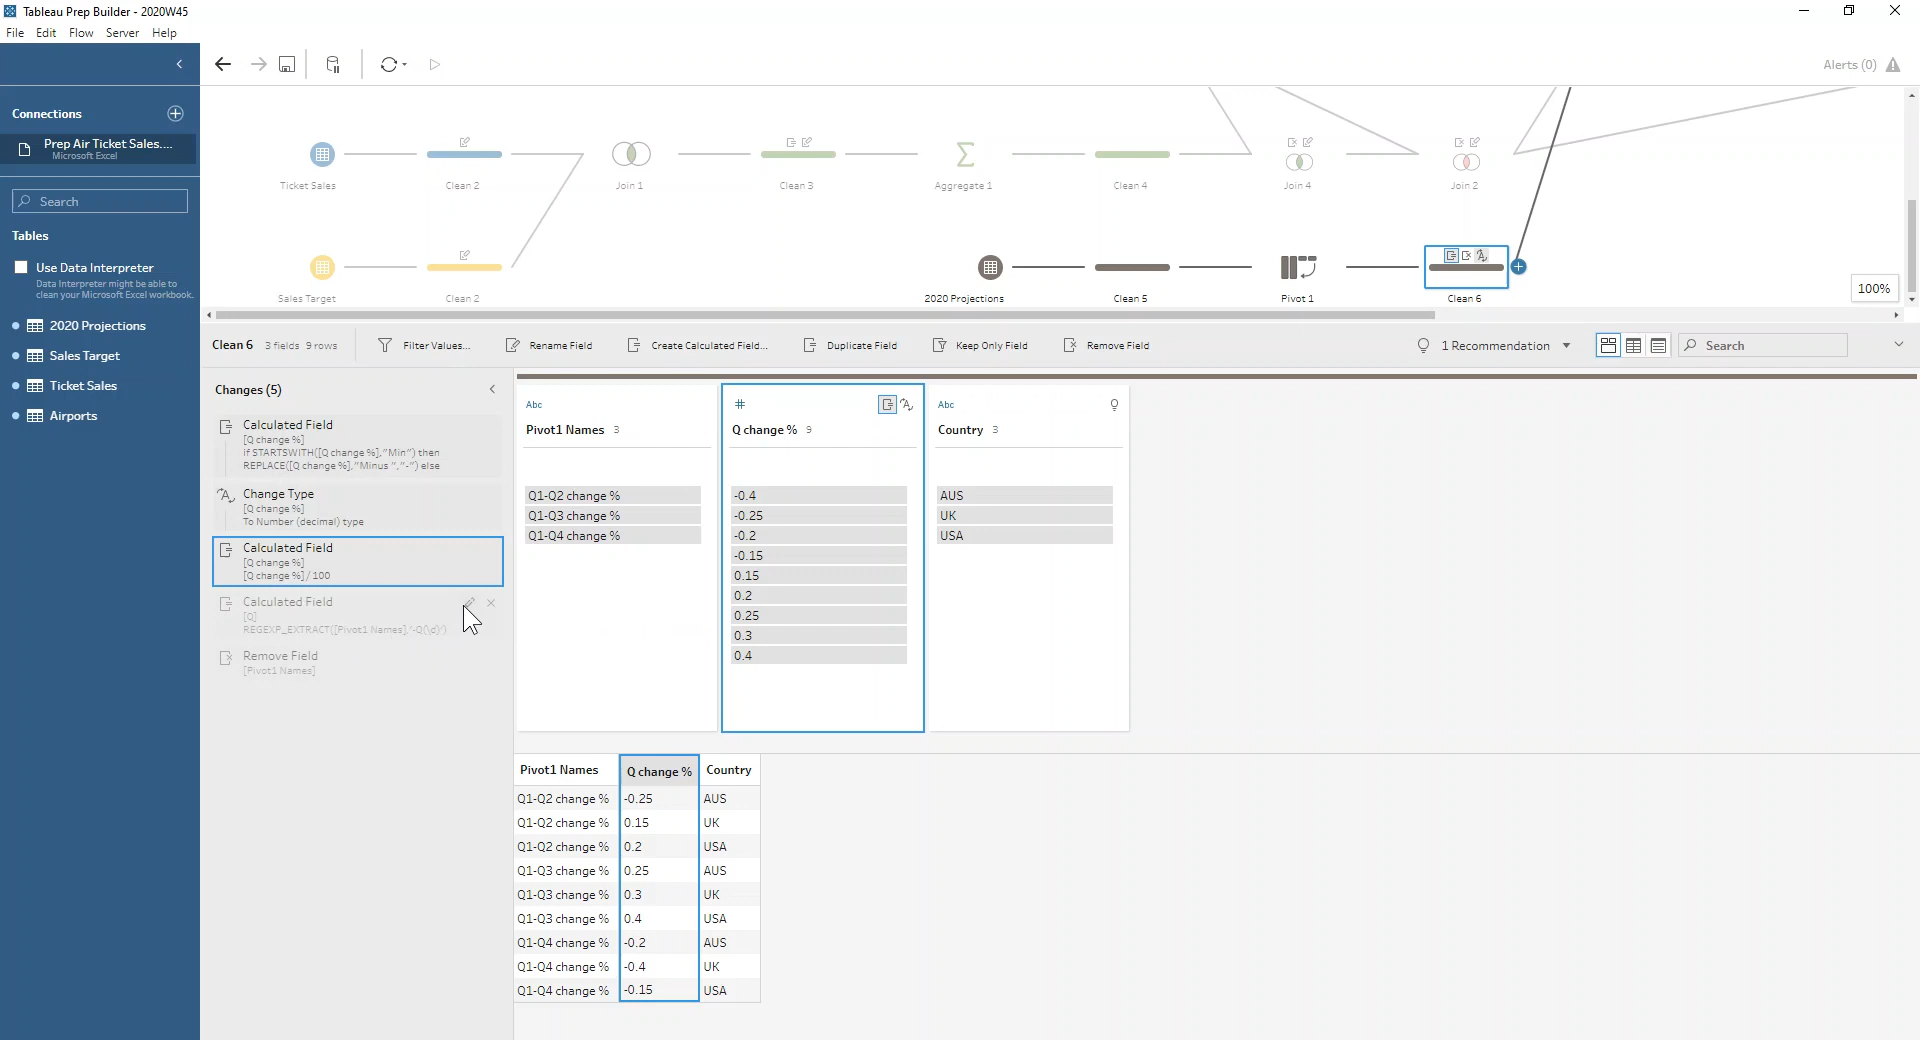 Tableau Prep Builder - 2020W45
File Edit Flow Server Help
Alerts (0)
Connections
Prep Air Ticket Sales....
Microsoft Excel
Search
Tables
Use Data Interpreter
Data Interpreter might be able to
clean your Microsoft Excel workbook.
2020 Projections
Sales Target
Ticket Sales
Airports
Ticket Sales Clean 2 Join 1 Clean 3 Aggregate 1 Clean 4 Join 4 Join 2
Sales Target Clean 2 2020 Projections Clean 5 Pivot 1 Clean 6
100%
Clean 6 3 fields 9 rows Filter Values... Rename Field Create Calculated Field... Duplicate Field Keep Only Field Remove Field 1 Recommendation Search
Changes (5)
Calculated Field
[Q change %]
if STARTSWITH([Q change %],"Min") then
REPLACE([Q change %],"Minus ","-") else
Change Type
[Q change %]
To Number (decimal) type
Calculated Field
[Q change %]
[Q change %] / 100
Calculated Field
[Q]
REGEXP_EXTRACT([Pivot1 Names],'-Q(\d)')
Remove Field
[Pivot1 Names]
Abc # Abc
Pivot1 Names 3 Q change % 9 Country 3
Q1-Q2 change % -0.4 AUS
Q1-Q3 change % -0.25 UK
Q1-Q4 change % -0.2 USA
-0.15
0.15
0.2
0.25
0.3
0.4
Pivot1 Names Q change % Country
Q1-Q2 change % -0.25 AUS
Q1-Q2 change % 0.15 UK
Q1-Q2 change % 0.2 USA
Q1-Q3 change % 0.25 AUS
Q1-Q3 change % 0.3 UK
Q1-Q3 change % 0.4 USA
Q1-Q4 change % -0.2 AUS
Q1-Q4 change % -0.4 UK
Q1-Q4 change % -0.15 USA